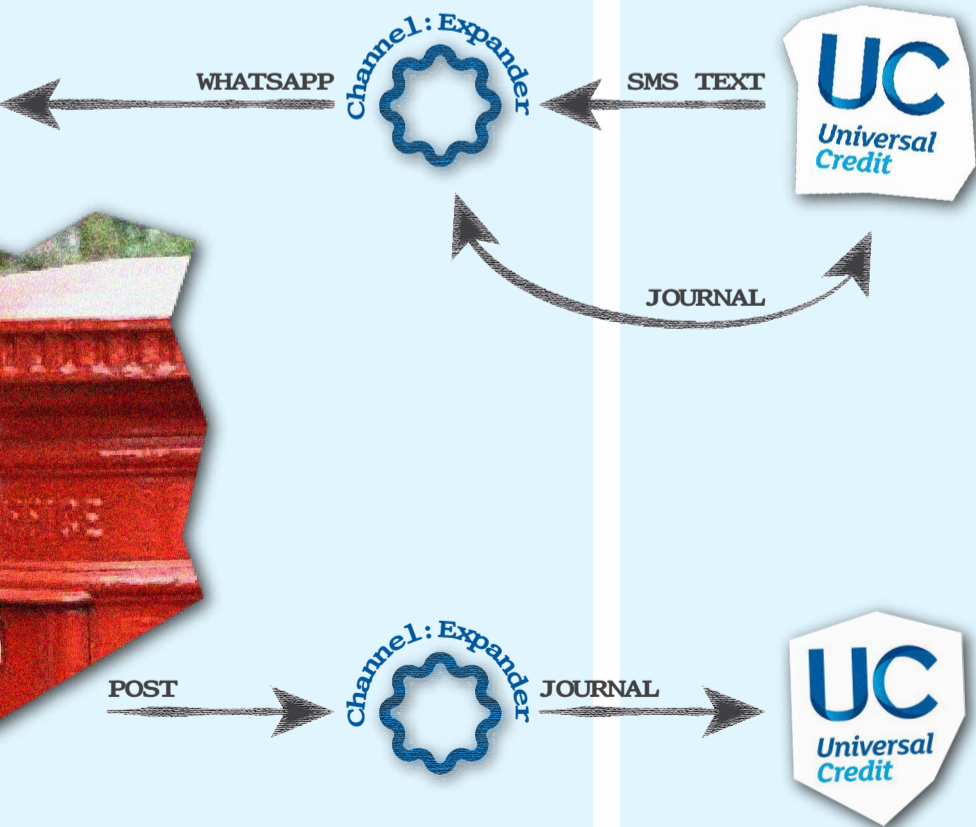 Channel:Expander
WHATSAPP
SMS TEXT
UC
Universal
Credit
JOURNAL
Channel:Expander
POST
JOURNAL
UC
Universal
Credit